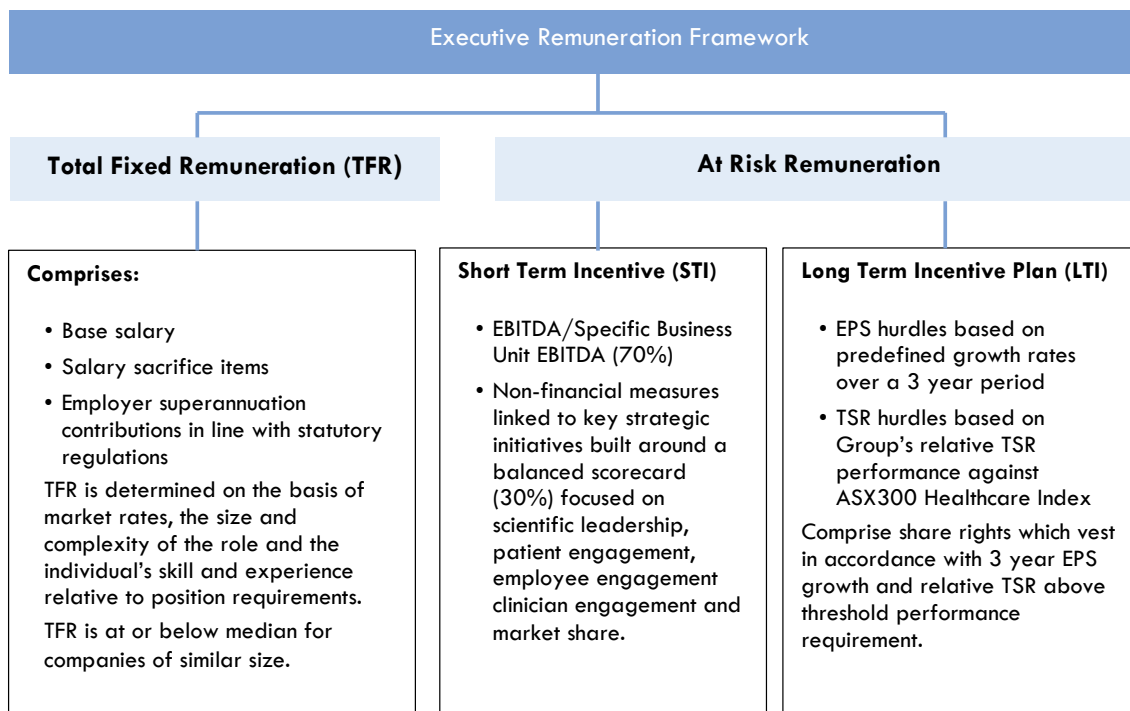 Executive Remuneration Framework
Total Fixed Remuneration (TFR)
At Risk Remuneration
Comprises:
• Base salary
• Salary sacrifice items
• Employer superannuation
contributions in line with statutory
regulations
TFR is determined on the basis of
market rates, the size and
complexity of the role and the
individual's skill and experience
relative to position requirements.
TFR is at or below median for
companies of similar size.
Short Term Incentive (STI)
• EBITDA/Specific Business
Unit EBITDA (70%)
• Non-financial measures
linked to key strategic
initiatives built around a
balanced scorecard
(30%) focused on
scientific leadership,
patient engagement,
employee engagement
clinician engagement and
market share.
Long Term Incentive Plan (LTI)
• EPS hurdles based on
predefined growth rates
over a 3 year period
• TSR hurdles based on
Group's relative TSR
performance against
ASX300 Healthcare Index
Comprise share rights which vest
in accordance with 3 year EPS
growth and relative TSR above
threshold performance
requirement.